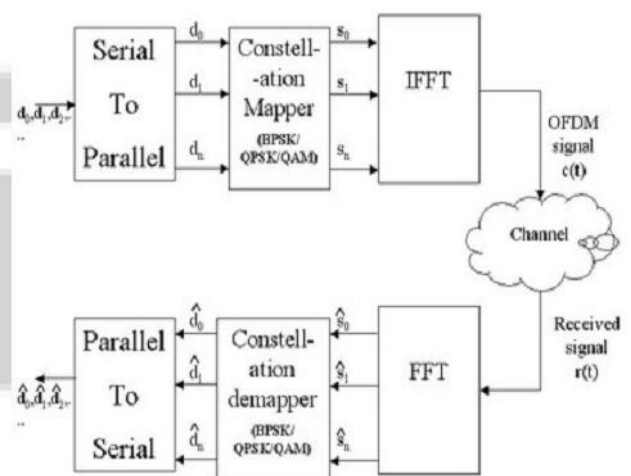 Serial
To
Parallel
d₀,d₁,d₂,.
..
d₀
d₁
dₙ
Constell-
-ation
Mapper
(BPSK/
QPSK/QAM)
s₀
s₁
sₙ
IFFT
OFDM
signal
c(t)
Channel
Received
signal
r(t)
FFT
ŝ₀
ŝ₁
ŝₙ
Constell-
ation
demapper
(BPSK/
QPSK/QAM)
d̂₀
d̂₁
d̂ₙ
Parallel
To
Serial
d̂₀,d̂₁,d̂₂,.
..